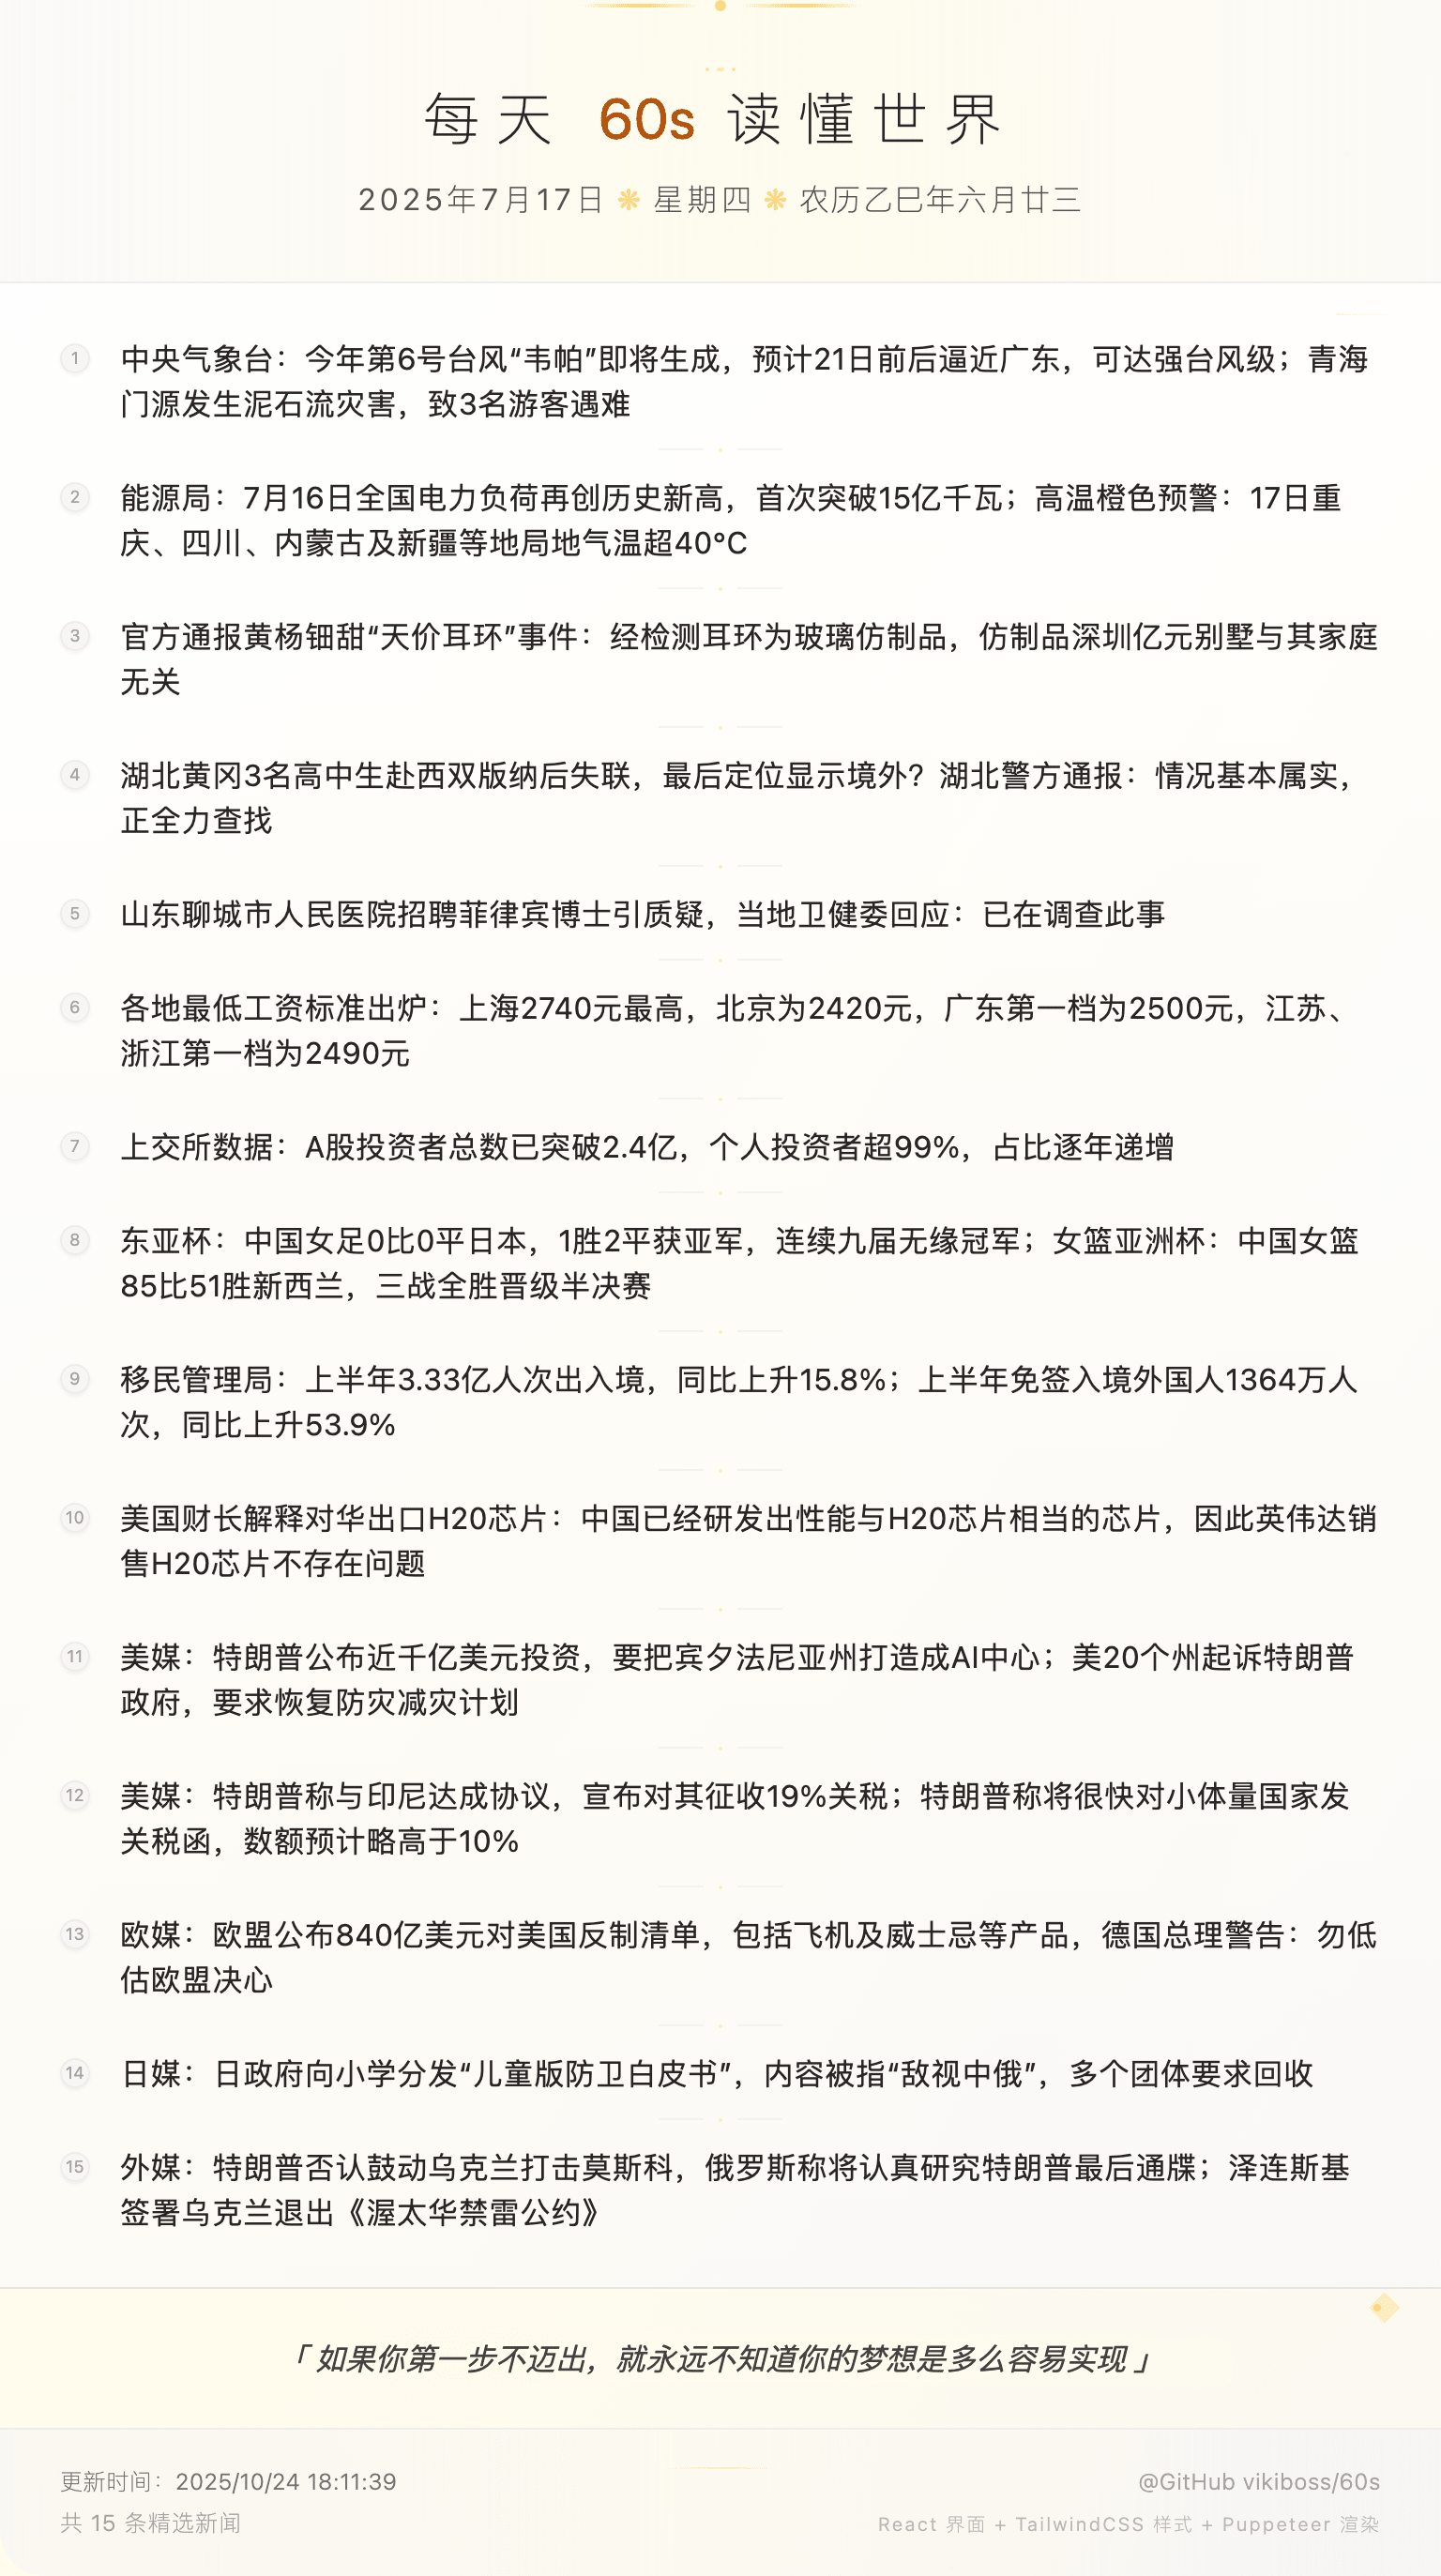 每天 60s 读懂世界
2025年7月17日 ❋ 星期四 ❋ 农历乙巳年六月廿三
1 中央气象台：今年第6号台风“韦帕”即将生成，预计21日前后逼近广东，可达强台风级；青海
门源发生泥石流灾害，致3名游客遇难
2 能源局：7月16日全国电力负荷再创历史新高，首次突破15亿千瓦；高温橙色预警：17日重
庆、四川、内蒙古及新疆等地局地气温超40°C
3 官方通报黄杨钿甜“天价耳环”事件：经检测耳环为玻璃仿制品，仿制品深圳亿元别墅与其家庭
无关
4 湖北黄冈3名高中生赴西双版纳后失联，最后定位显示境外？湖北警方通报：情况基本属实，
正全力查找
5 山东聊城市人民医院招聘菲律宾博士引质疑，当地卫健委回应：已在调查此事
6 各地最低工资标准出炉：上海2740元最高，北京为2420元，广东第一档为2500元，江苏、
浙江第一档为2490元
7 上交所数据：A股投资者总数已突破2.4亿，个人投资者超99%，占比逐年递增
8 东亚杯：中国女足0比0平日本，1胜2平获亚军，连续九届无缘冠军；女篮亚洲杯：中国女篮
85比51胜新西兰，三战全胜晋级半决赛
9 移民管理局：上半年3.33亿人次出入境，同比上升15.8%；上半年免签入境外国人1364万人
次，同比上升53.9%
10 美国财长解释对华出口H20芯片：中国已经研发出性能与H20芯片相当的芯片，因此英伟达销
售H20芯片不存在问题
11 美媒：特朗普公布近千亿美元投资，要把宾夕法尼亚州打造成AI中心；美20个州起诉特朗普
政府，要求恢复防灾减灾计划
12 美媒：特朗普称与印尼达成协议，宣布对其征收19%关税；特朗普称将很快对小体量国家发
关税函，数额预计略高于10%
13 欧媒：欧盟公布840亿美元对美国反制清单，包括飞机及威士忌等产品，德国总理警告：勿低
估欧盟决心
14 日媒：日政府向小学分发“儿童版防卫白皮书”，内容被指“敌视中俄”，多个团体要求回收
15 外媒：特朗普否认鼓动乌克兰打击莫斯科，俄罗斯称将认真研究特朗普最后通牒；泽连斯基
签署乌克兰退出《渥太华禁雷公约》
「 如果你第一步不迈出，就永远不知道你的梦想是多么容易实现 」
更新时间：2025/10/24 18:11:39
@GitHub vikiboss/60s
共 15 条精选新闻
React 界面 + TailwindCSS 样式 + Puppeteer 渲染